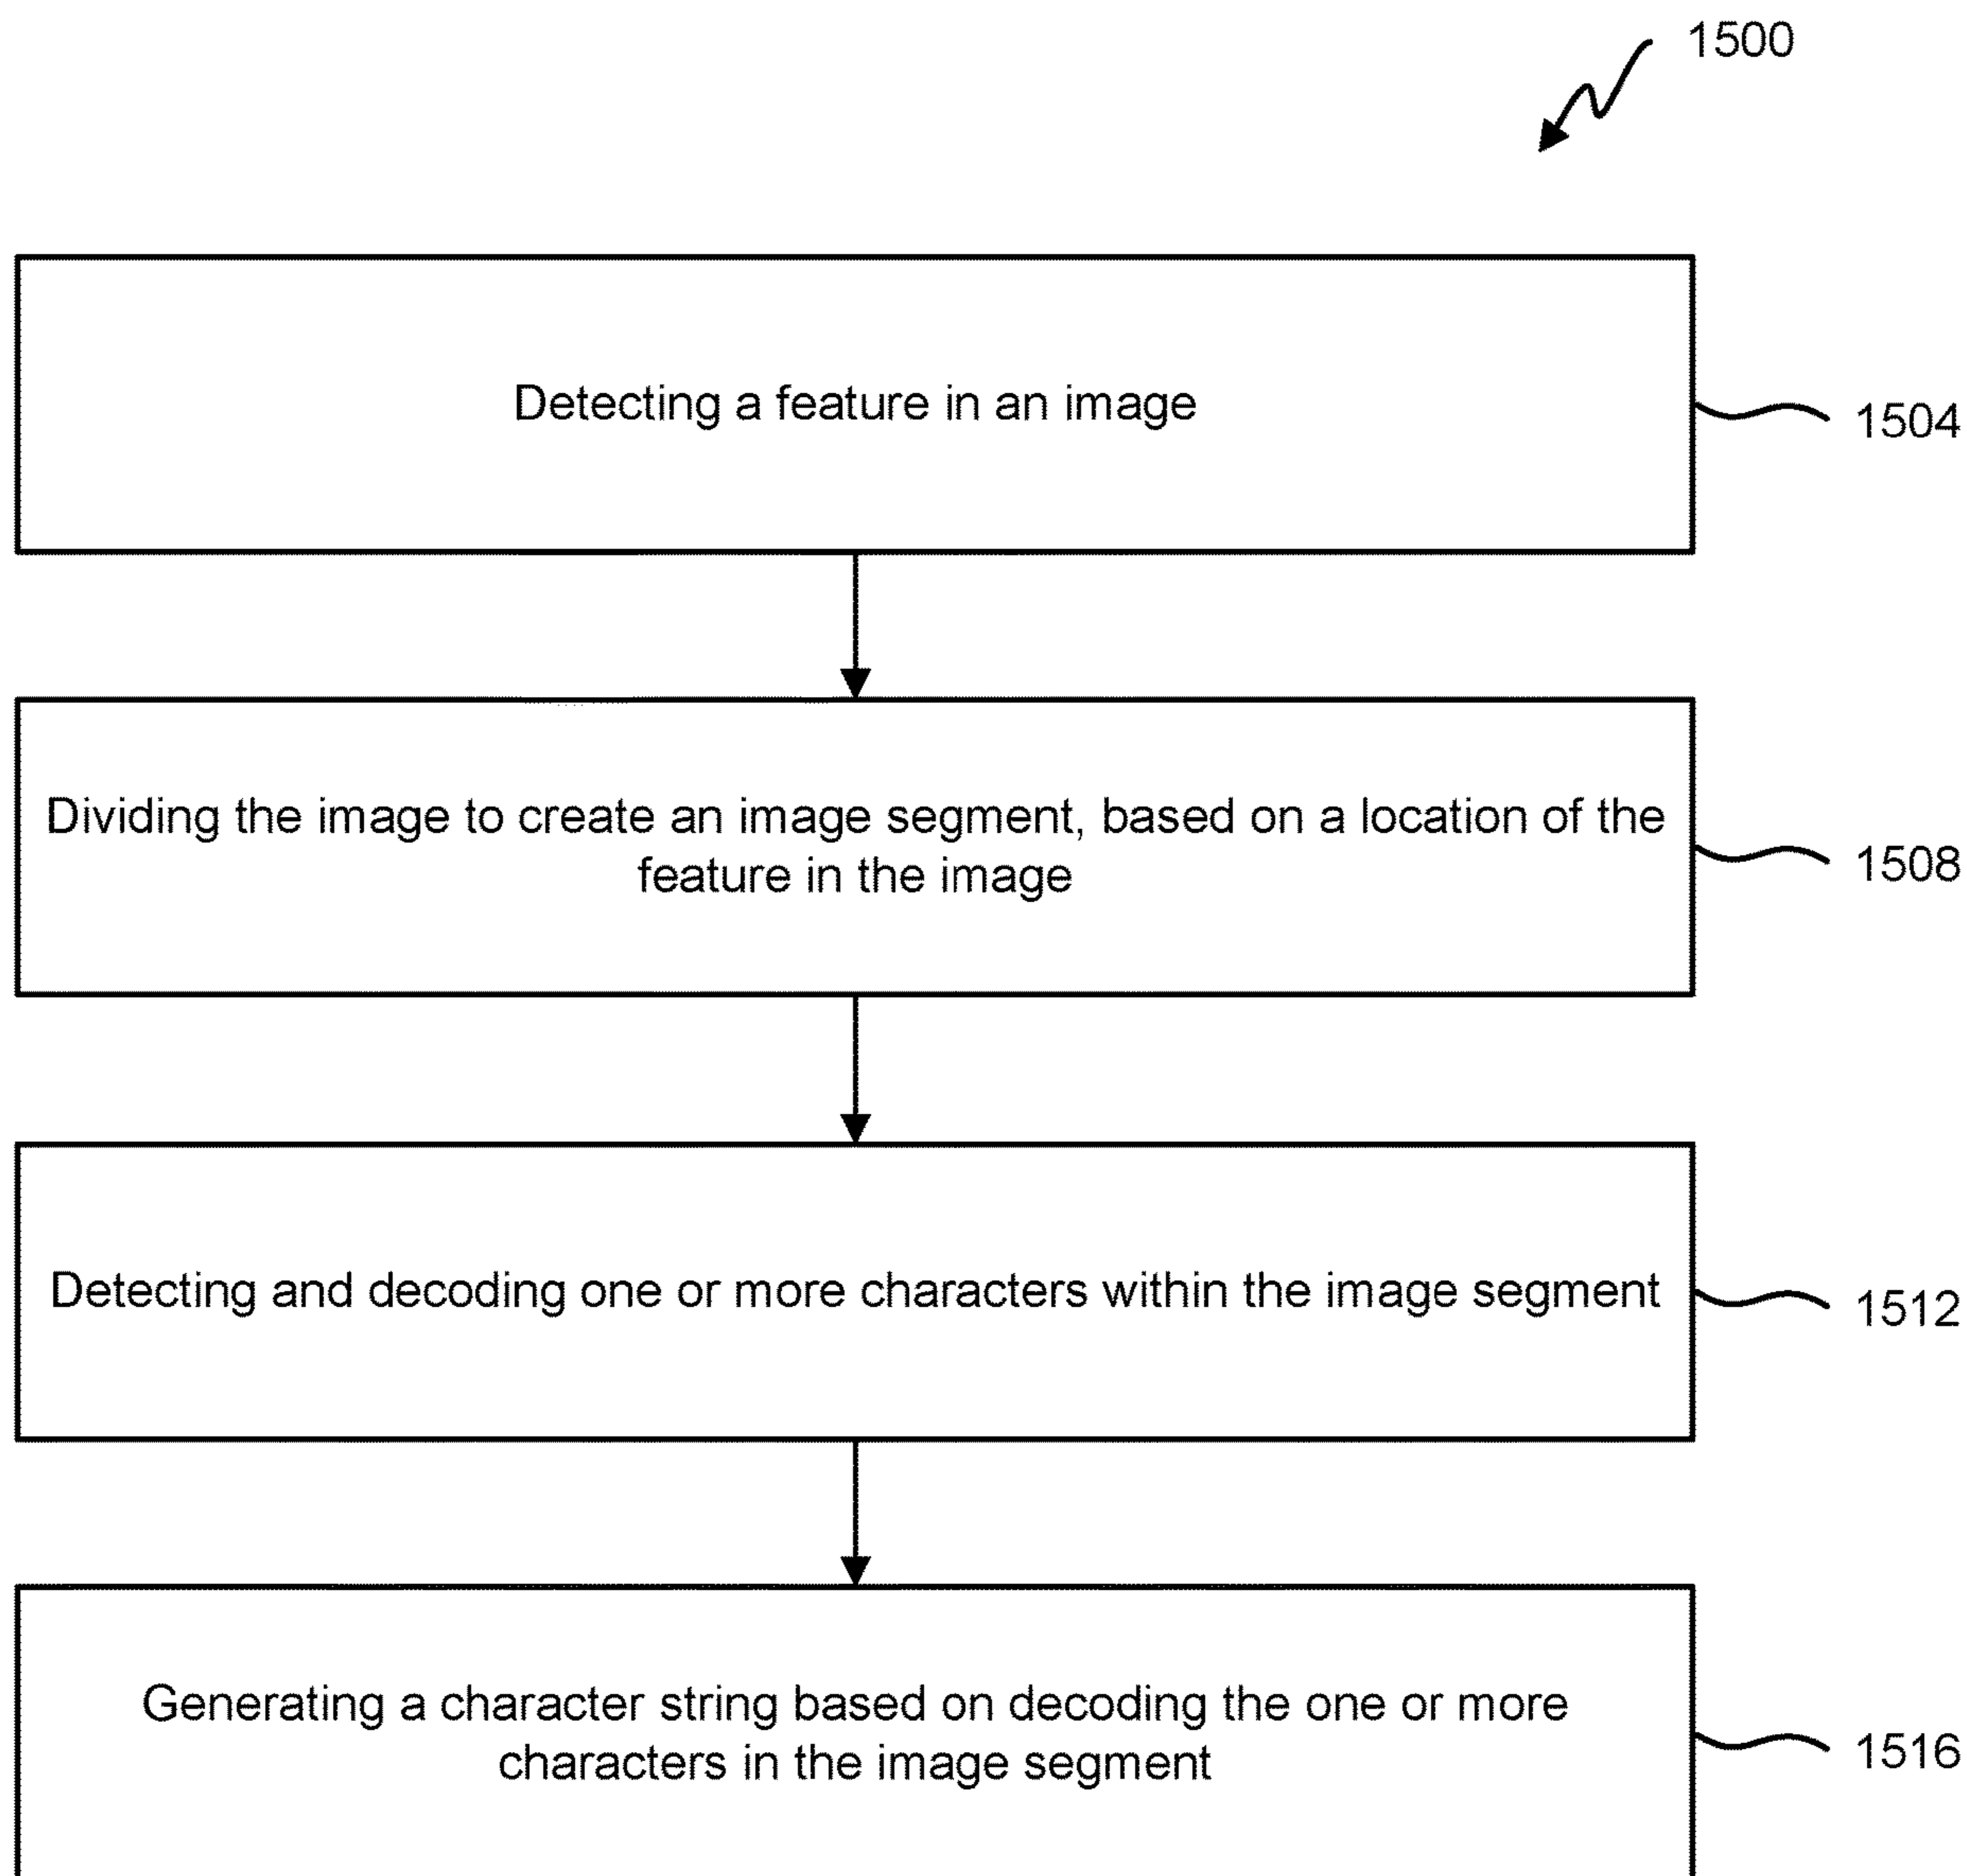 1500
Detecting a feature in an image
1504
Dividing the image to create an image segment, based on a location of the
feature in the image
1508
Detecting and decoding one or more characters within the image segment
1512
Generating a character string based on decoding the one or more
characters in the image segment
1516